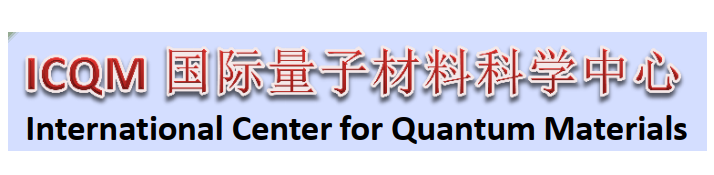 ICQM 国际量子材料科学中心
International Center for Quantum Materials